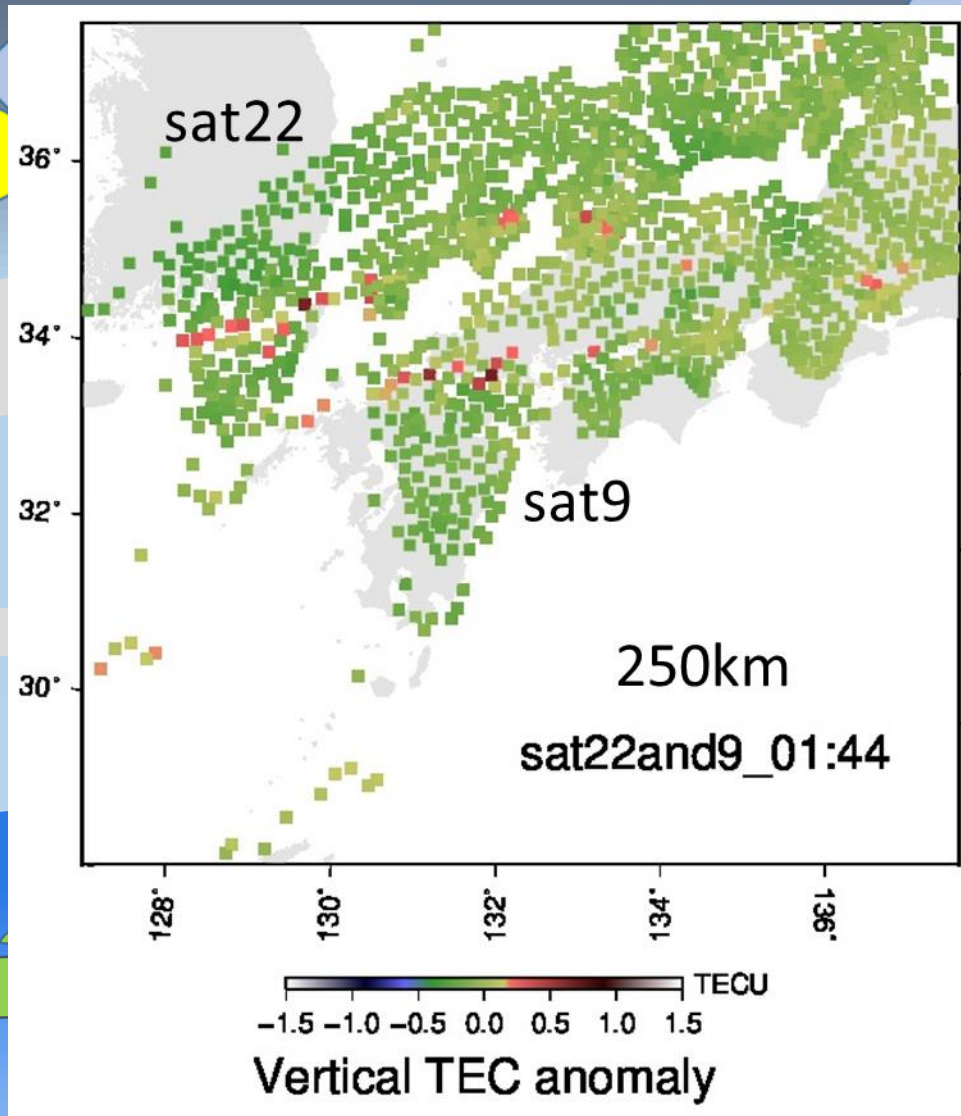 sat22
36°
34°
32°
sat9
30°
250km
sat22and9_01:44
128° 130° 132° 134° 136°
TECU
−1.5 −1.0 −0.5 0.0 0.5 1.0 1.5
Vertical TEC anomaly